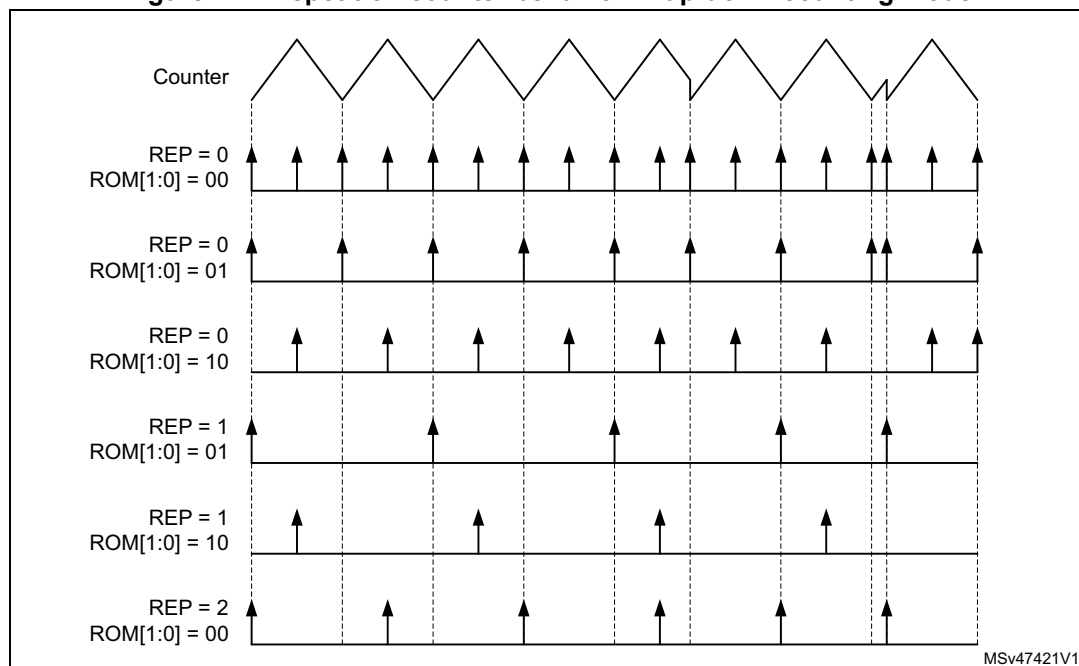 Counter
REP = 0
ROM[1:0] = 00
REP = 0
ROM[1:0] = 01
REP = 0
ROM[1:0] = 10
REP = 1
ROM[1:0] = 01
REP = 1
ROM[1:0] = 10
REP = 2
ROM[1:0] = 00
MSv47421V1